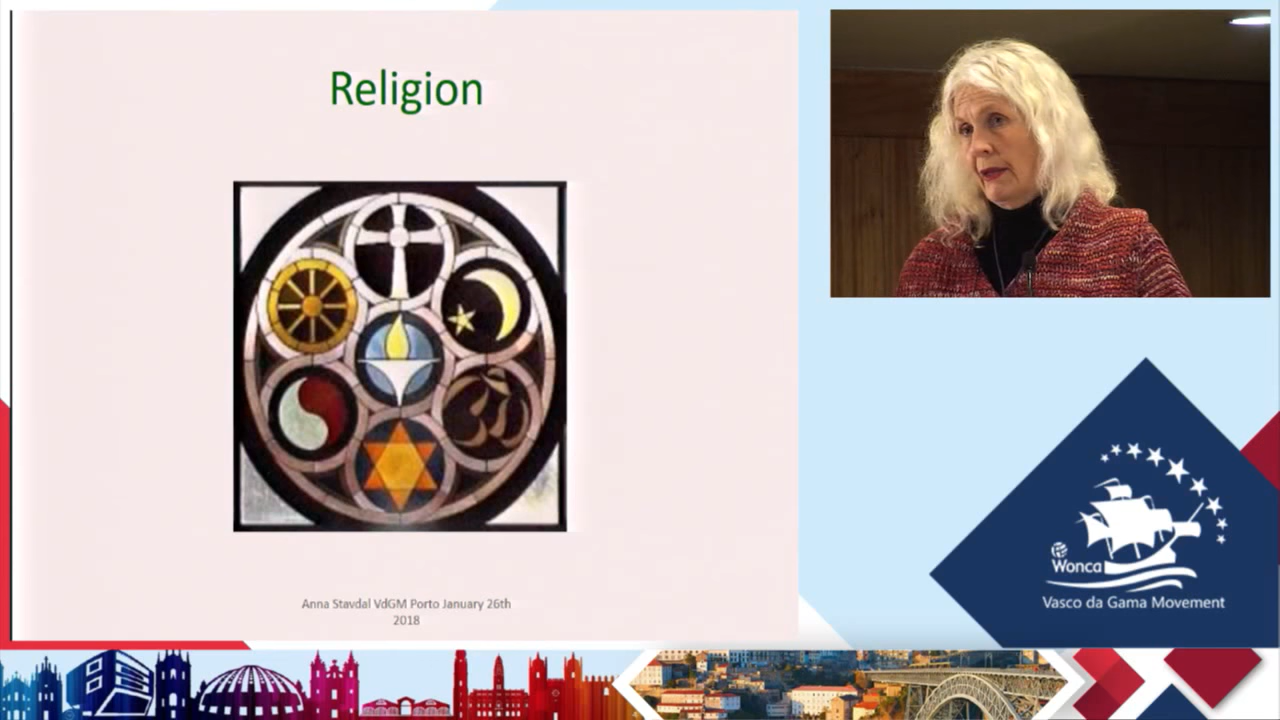 Religion
Anna Stavdal VdGM Porto January 26th
2018
Wonca
Vasco da Gama Movement